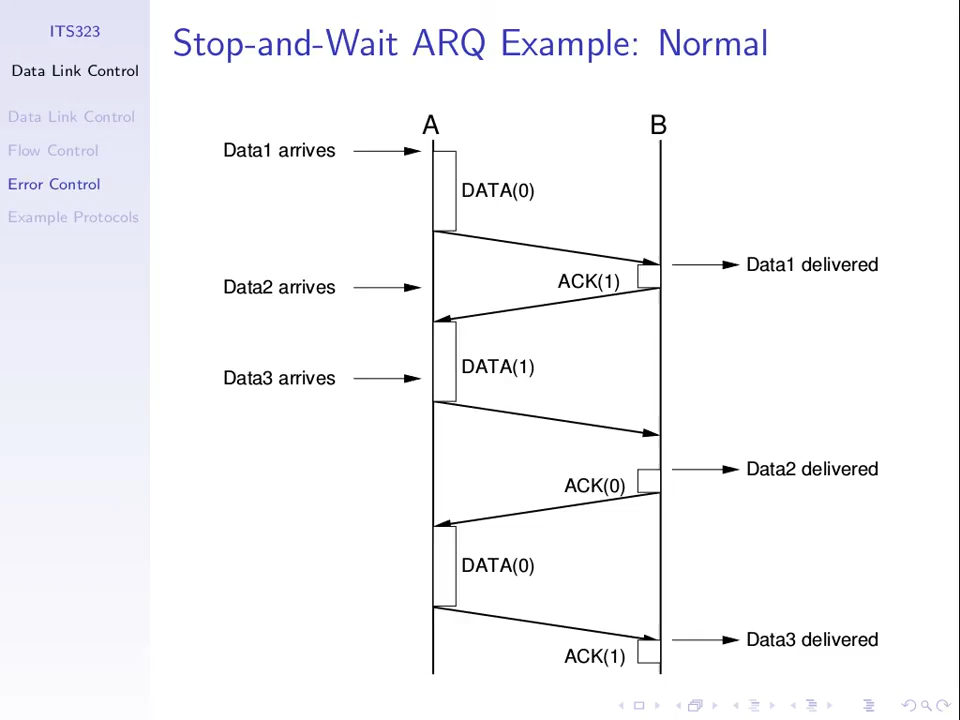 ITS323
Data Link Control
Data Link Control
Flow Control
Error Control
Example Protocols
Stop-and-Wait ARQ Example: Normal
A
B
Data1 arrives
DATA(0)
Data1 delivered
ACK(1)
Data2 arrives
DATA(1)
Data3 arrives
Data2 delivered
ACK(0)
DATA(0)
Data3 delivered
ACK(1)